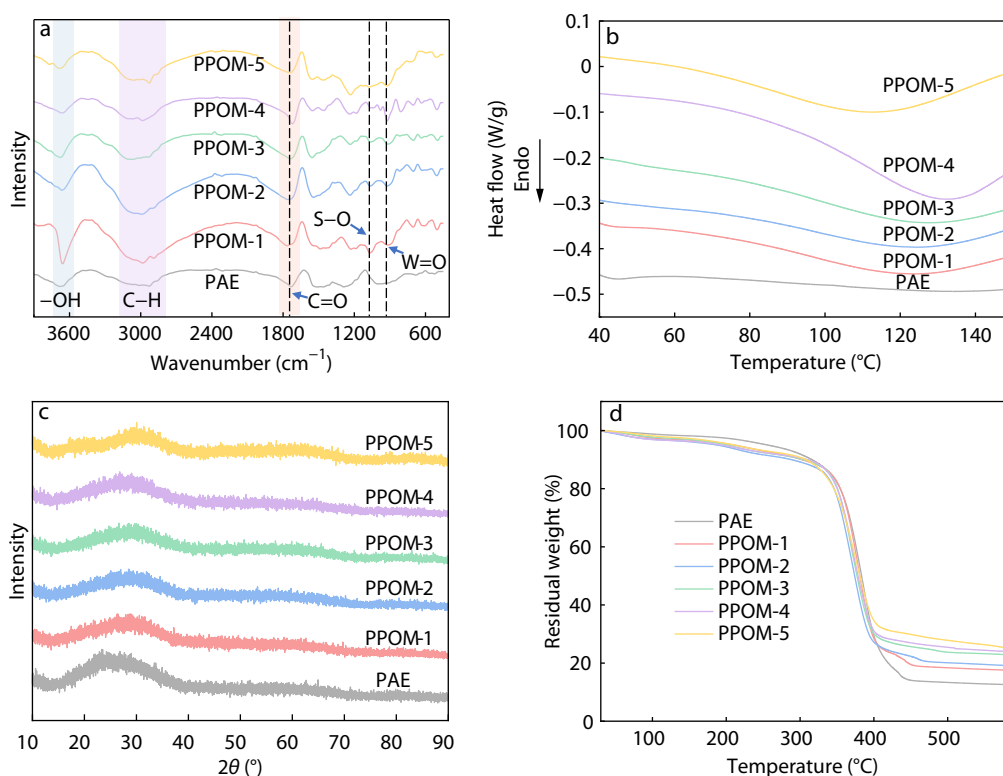 a
PPOM-5
PPOM-4
PPOM-3
PPOM-2
PPOM-1
PAE
S−O
W=O
−OH
C−H
C=O
Intensity
3600 3000 2400 1800 1200 600
Wavenumber (cm⁻¹)
b
0.1
0
−0.1
−0.2
−0.3
−0.4
−0.5
Heat flow (W/g)
Endo
PPOM-5
PPOM-4
PPOM-3
PPOM-2
PPOM-1
PAE
40 60 80 100 120 140
Temperature (°C)
c
PPOM-5
PPOM-4
PPOM-3
PPOM-2
PPOM-1
PAE
Intensity
10 20 30 40 50 60 70 80 90
2θ (°)
d
100
80
60
40
20
0
Residual weight (%)
PAE
PPOM-1
PPOM-2
PPOM-3
PPOM-4
PPOM-5
100 200 300 400 500
Temperature (°C)